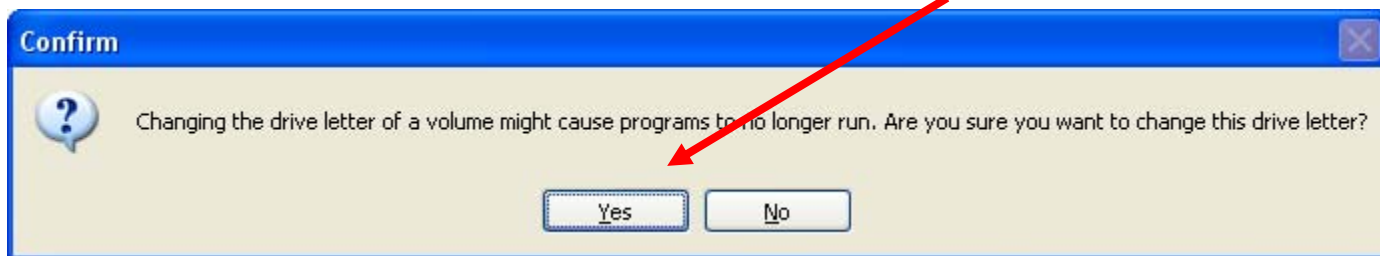 Confirm
Changing the drive letter of a volume might cause programs to no longer run. Are you sure you want to change this drive letter?
Yes
No